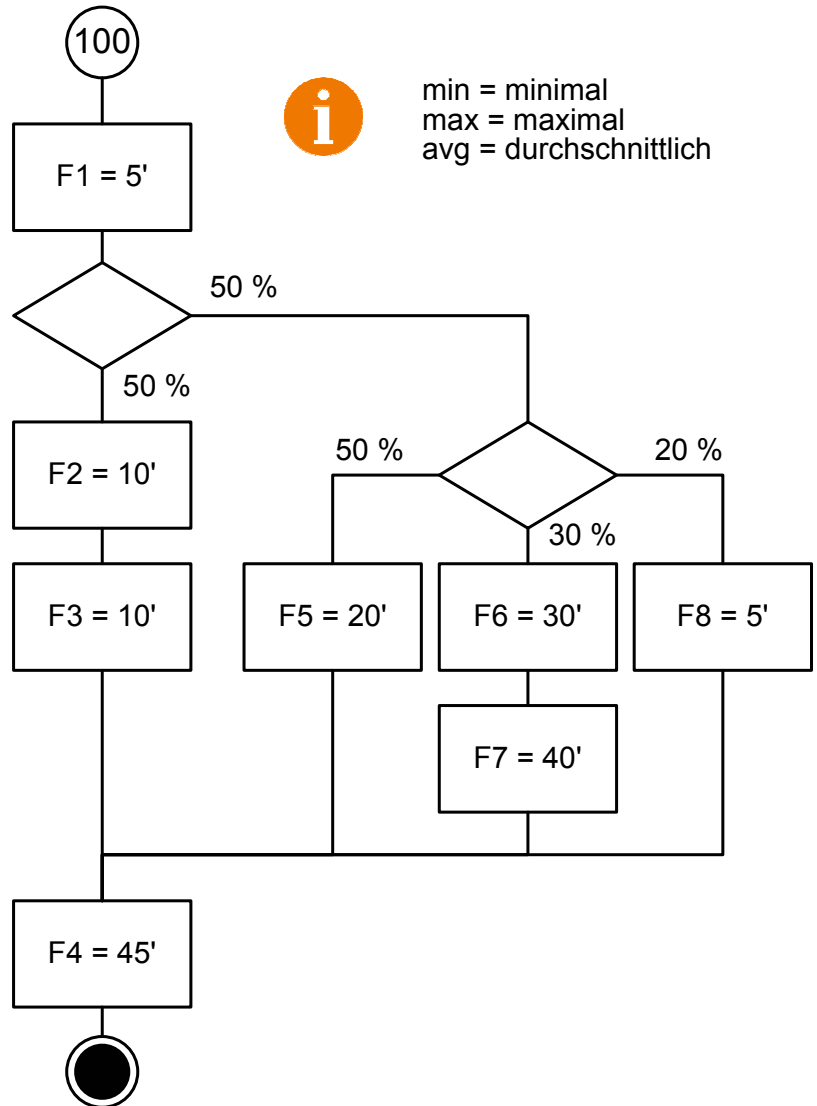 100
min = minimal
max = maximal
avg = durchschnittlich
F1 = 5'
50 %
50 %
F2 = 10'
50 %
20 %
30 %
F3 = 10'
F5 = 20'
F6 = 30'
F8 = 5'
F7 = 40'
F4 = 45'